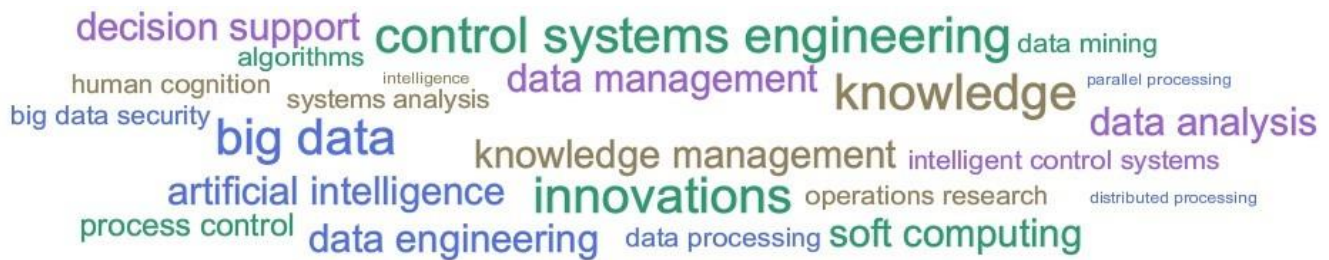 decision support control systems engineering data mining
algorithms
human cognition intelligence data management knowledge parallel processing
systems analysis
big data security big data data analysis
knowledge management intelligent control systems
artificial intelligence innovations operations research distributed processing
process control data engineering data processing soft computing